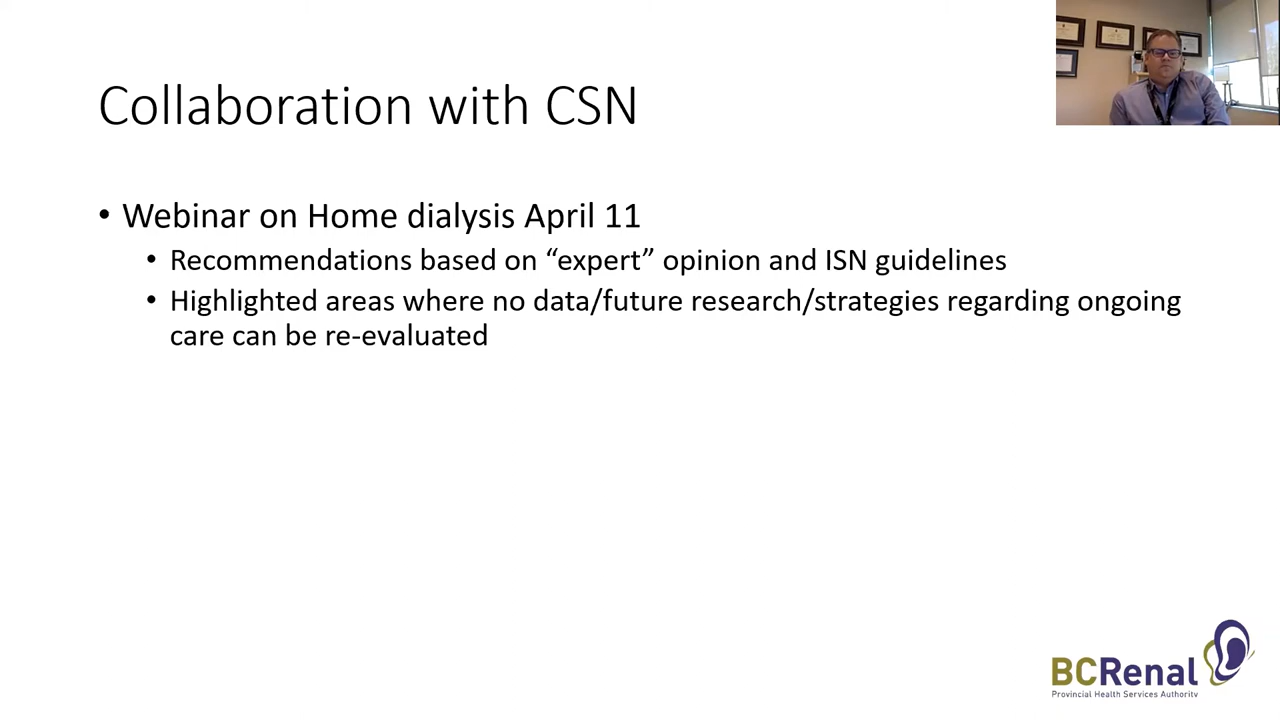 Collaboration with CSN
• Webinar on Home dialysis April 11
• Recommendations based on “expert” opinion and ISN guidelines
• Highlighted areas where no data/future research/strategies regarding ongoing
care can be re-evaluated
BCRenal
Provincial Health Services Authority